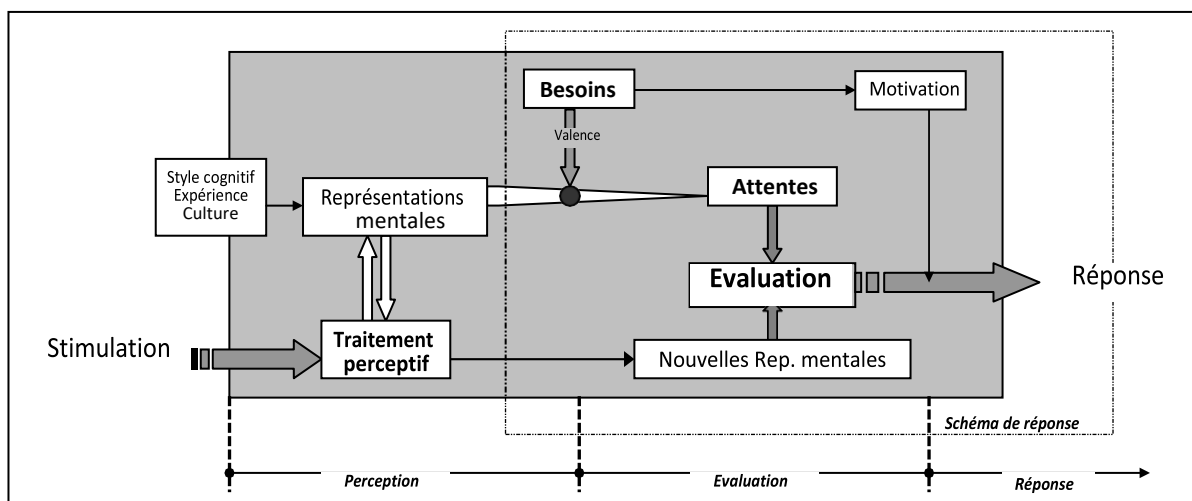 Besoins
Motivation
Valence
Style cognitif
Expérience
Culture
Représentations
mentales
Attentes
Evaluation
Réponse
Stimulation
Traitement
perceptif
Nouvelles Rep. mentales
Schéma de réponse
Perception
Evaluation
Réponse